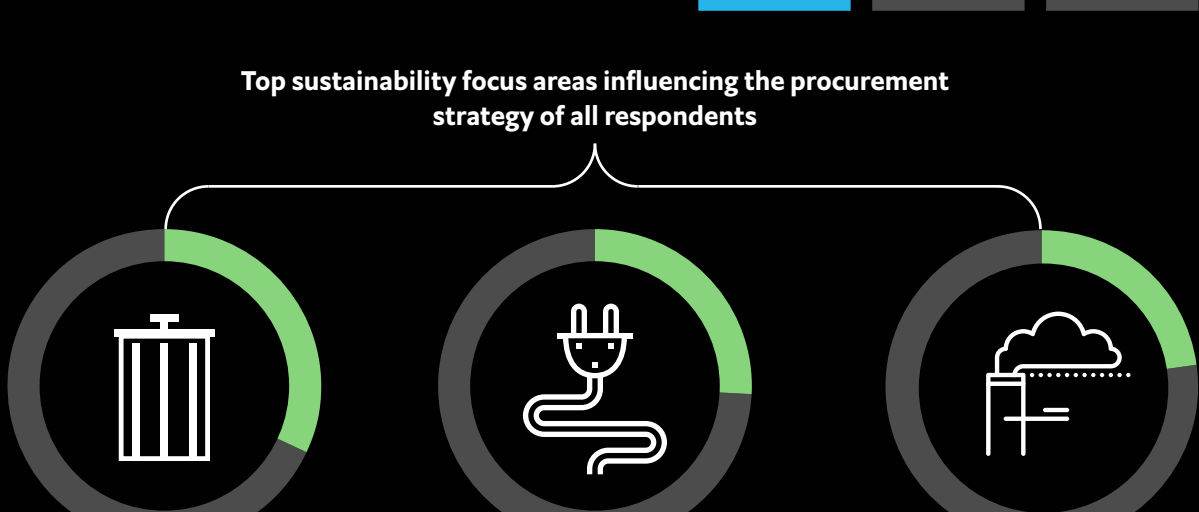 Top sustainability focus areas influencing the procurement
strategy of all respondents